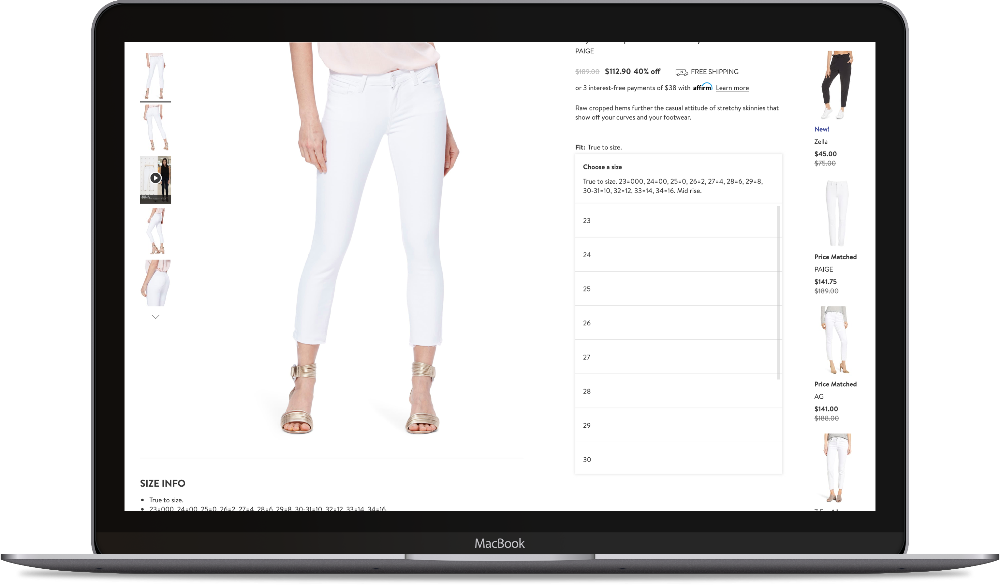 PAIGE
$189.00 $112.90 40% off N FREE SHIPPING
or 3 interest-free payments of $38 with affirm Learn more
Raw cropped hems further the casual attitude of stretchy skinnies that
show off your curves and your footwear.
Fit: True to size.
Choose a size
True to size. 23=000, 24=00, 25=0, 26=2, 27=4, 28=6, 29=8,
30-31=10, 32=12, 33=14, 34=16. Mid rise.
23
24
25
26
27
28
29
30
JULIA
SIZE INFO
• True to size.
• 23=000, 24=00, 25=0, 26=2, 27=4, 28=6, 29=8, 30-31=10, 32=12, 33=14, 34=16
New!
Zella
$45.00
$75.00
Price Matched
PAIGE
$141.75
$189.00
Price Matched
AG
$141.00
$188.00
MacBook